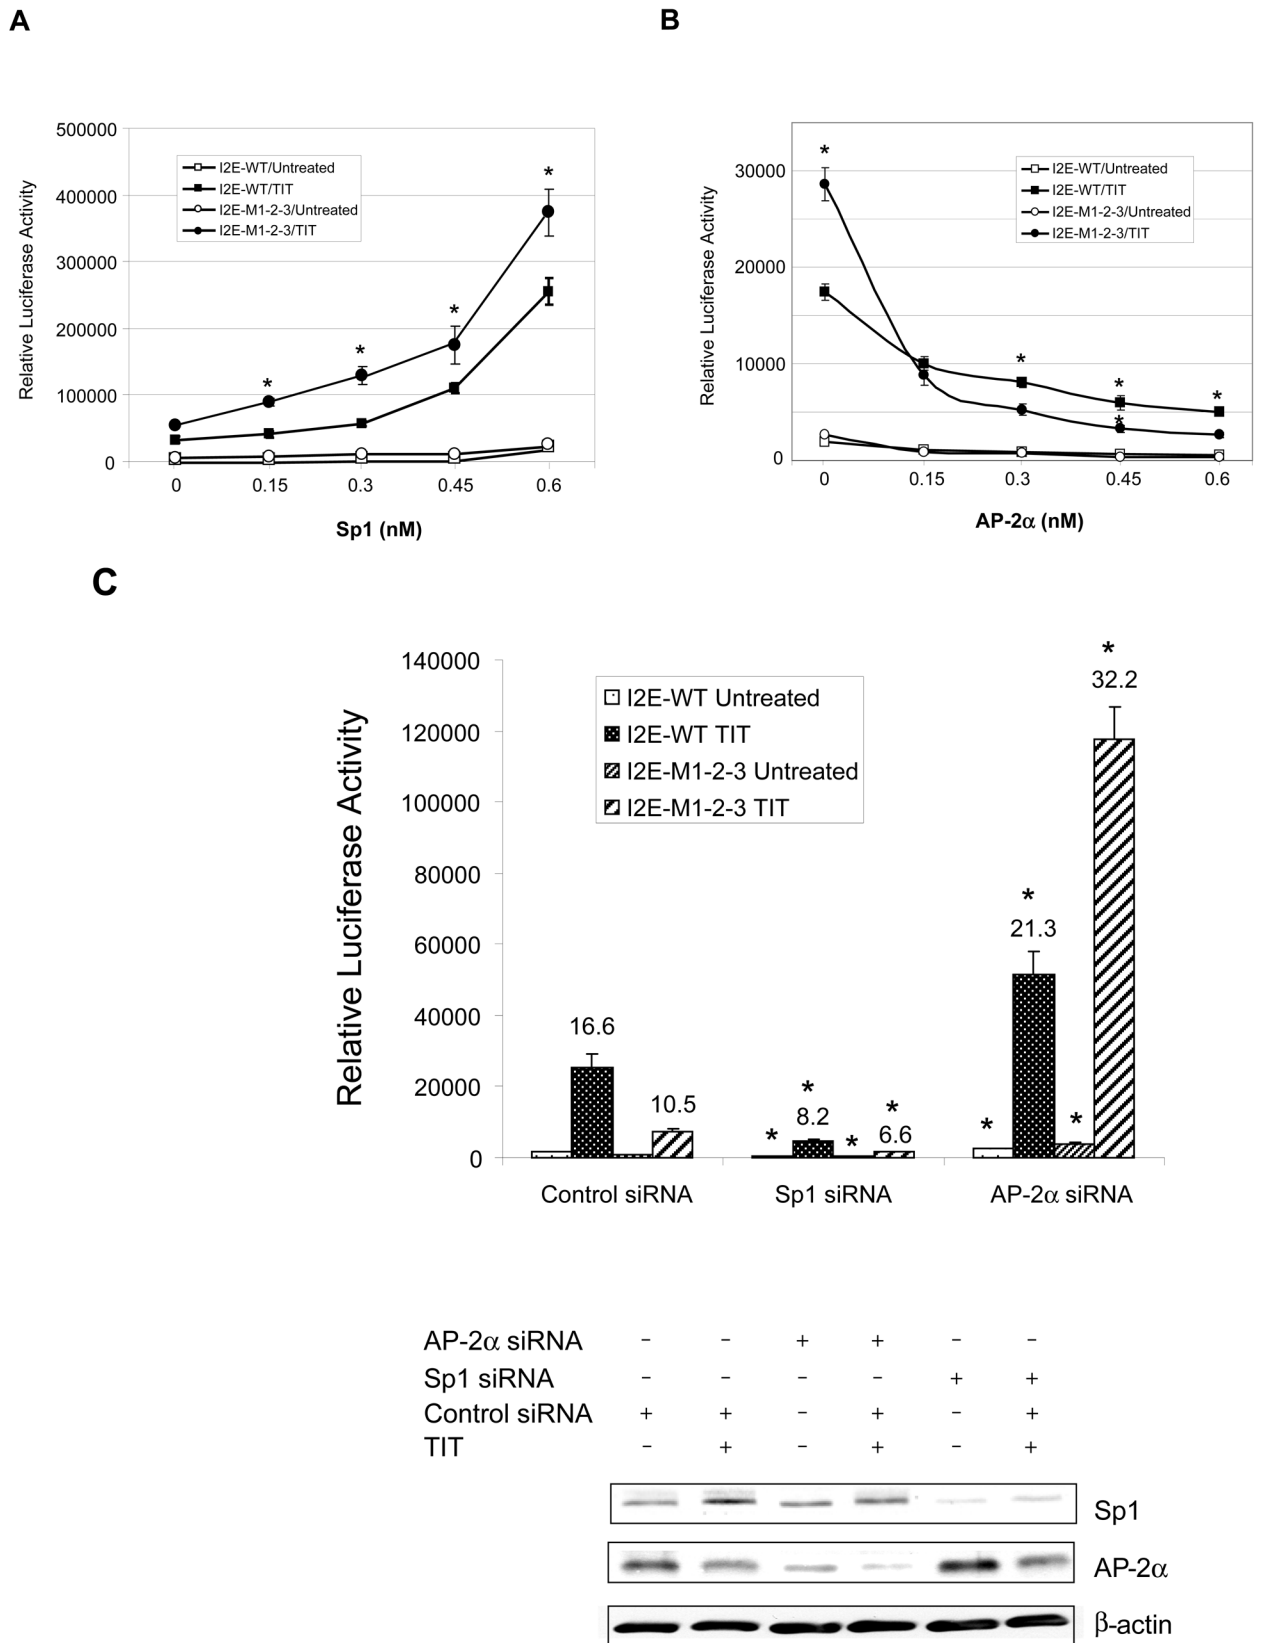 A
B
Relative Luciferase Activity
500000
400000
300000
200000
100000
0
I2E-WT/Untreated
I2E-WT/TIT
I2E-M1-2-3/Untreated
I2E-M1-2-3/TIT
*
*
*
*
0 0.15 0.3 0.45 0.6
Sp1 (nM)
Relative Luciferase Activity
30000
20000
10000
0
I2E-WT/Untreated
I2E-WT/TIT
I2E-M1-2-3/Untreated
I2E-M1-2-3/TIT
*
*
*
*
*
0 0.15 0.3 0.45 0.6
AP-2α (nM)
C
Relative Luciferase Activity
140000
120000
100000
80000
60000
40000
20000
0
I2E-WT Untreated
I2E-WT TIT
I2E-M1-2-3 Untreated
I2E-M1-2-3 TIT
16.6
10.5
*
*
8.2
*
*
6.6
*
*
21.3
*
*
32.2
Control siRNA Sp1 siRNA AP-2α siRNA
AP-2α siRNA - - + + - -
Sp1 siRNA - - - - + +
Control siRNA + + - + - +
TIT - + - + - +
Sp1
AP-2α
β-actin